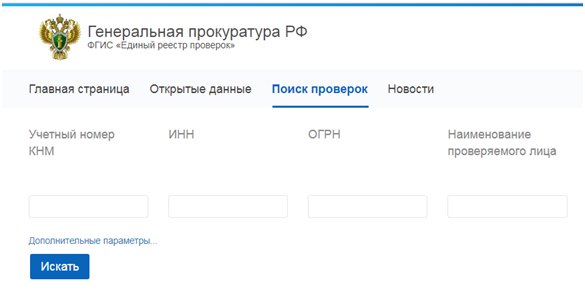 Генеральная прокуратура РФ
ФГИС «Единый реестр проверок»
Главная страница Открытые данные Поиск проверок Новости
Учетный номер КНМ
ИНН
ОГРН
Наименование проверяемого лица
Дополнительные параметры...
Искать